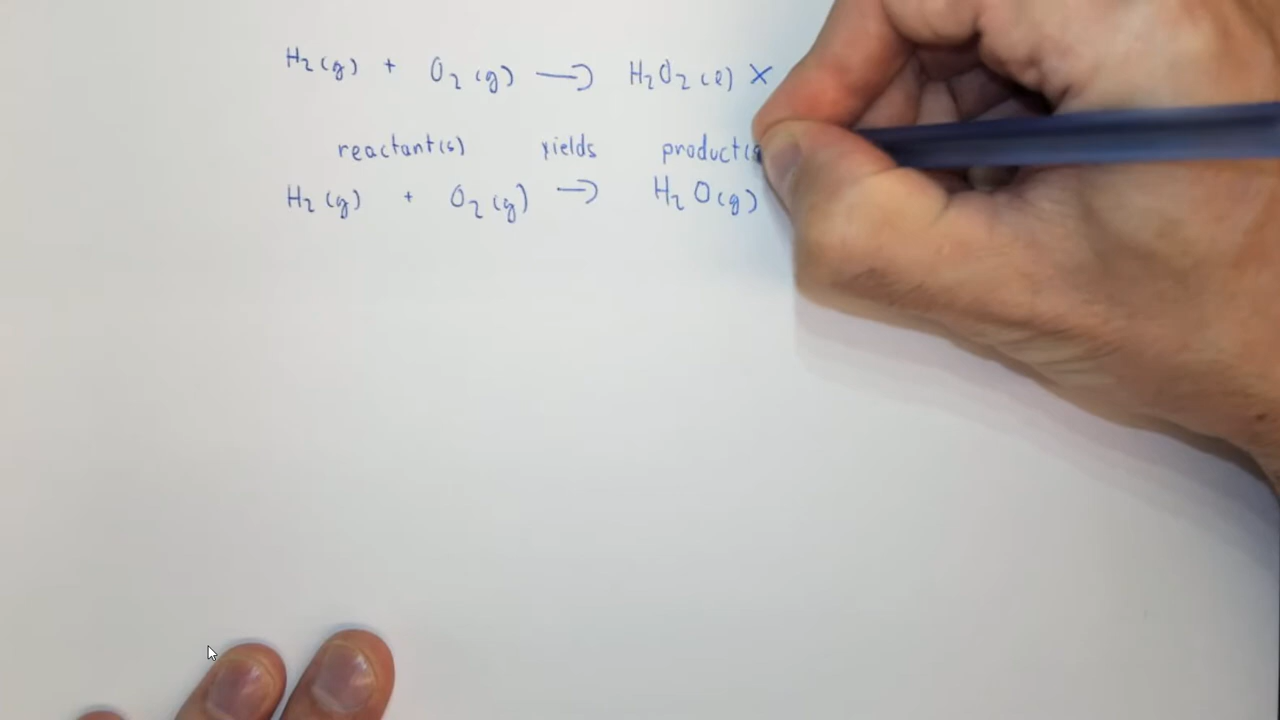 H₂(g) + O₂(g) → H₂O₂(l) X
reactant(s) yields product(s
H₂(g) + O₂(g) → H₂O(g)